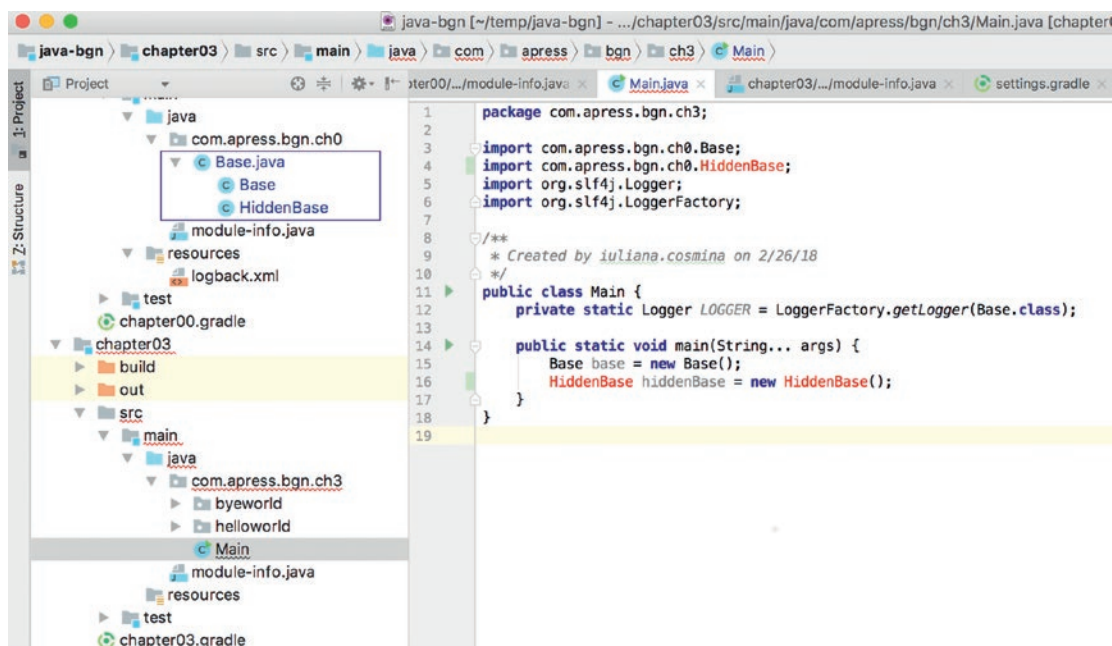 java-bgn [~/temp/java-bgn] - .../chapter03/src/main/java/com/apress/bgn/ch3/Main.java [chapter
java-bgn chapter03 src main java com apress bgn ch3 Main
1: Project
Z: Structure
Project
pter00/.../module-info.java × Main.java × chapter03/.../module-info.java × settings.gradle ×
java
com.apress.bgn.ch0
Base.java
Base
HiddenBase
module-info.java
resources
logback.xml
test
chapter00.gradle
chapter03
build
out
src
main
java
com.apress.bgn.ch3
byeworld
helloworld
Main
module-info.java
resources
test
chapter03.gradle
1 package com.apress.bgn.ch3;
2
3 import com.apress.bgn.ch0.Base;
4 import com.apress.bgn.ch0.HiddenBase;
5 import org.slf4j.Logger;
6 import org.slf4j.LoggerFactory;
7
8 /**
9 * Created by iuliana.cosmina on 2/26/18
10 */
11 public class Main {
12 private static Logger LOGGER = LoggerFactory.getLogger(Base.class);
13
14 public static void main(String... args) {
15 Base base = new Base();
16 HiddenBase hiddenBase = new HiddenBase();
17 }
18 }
19